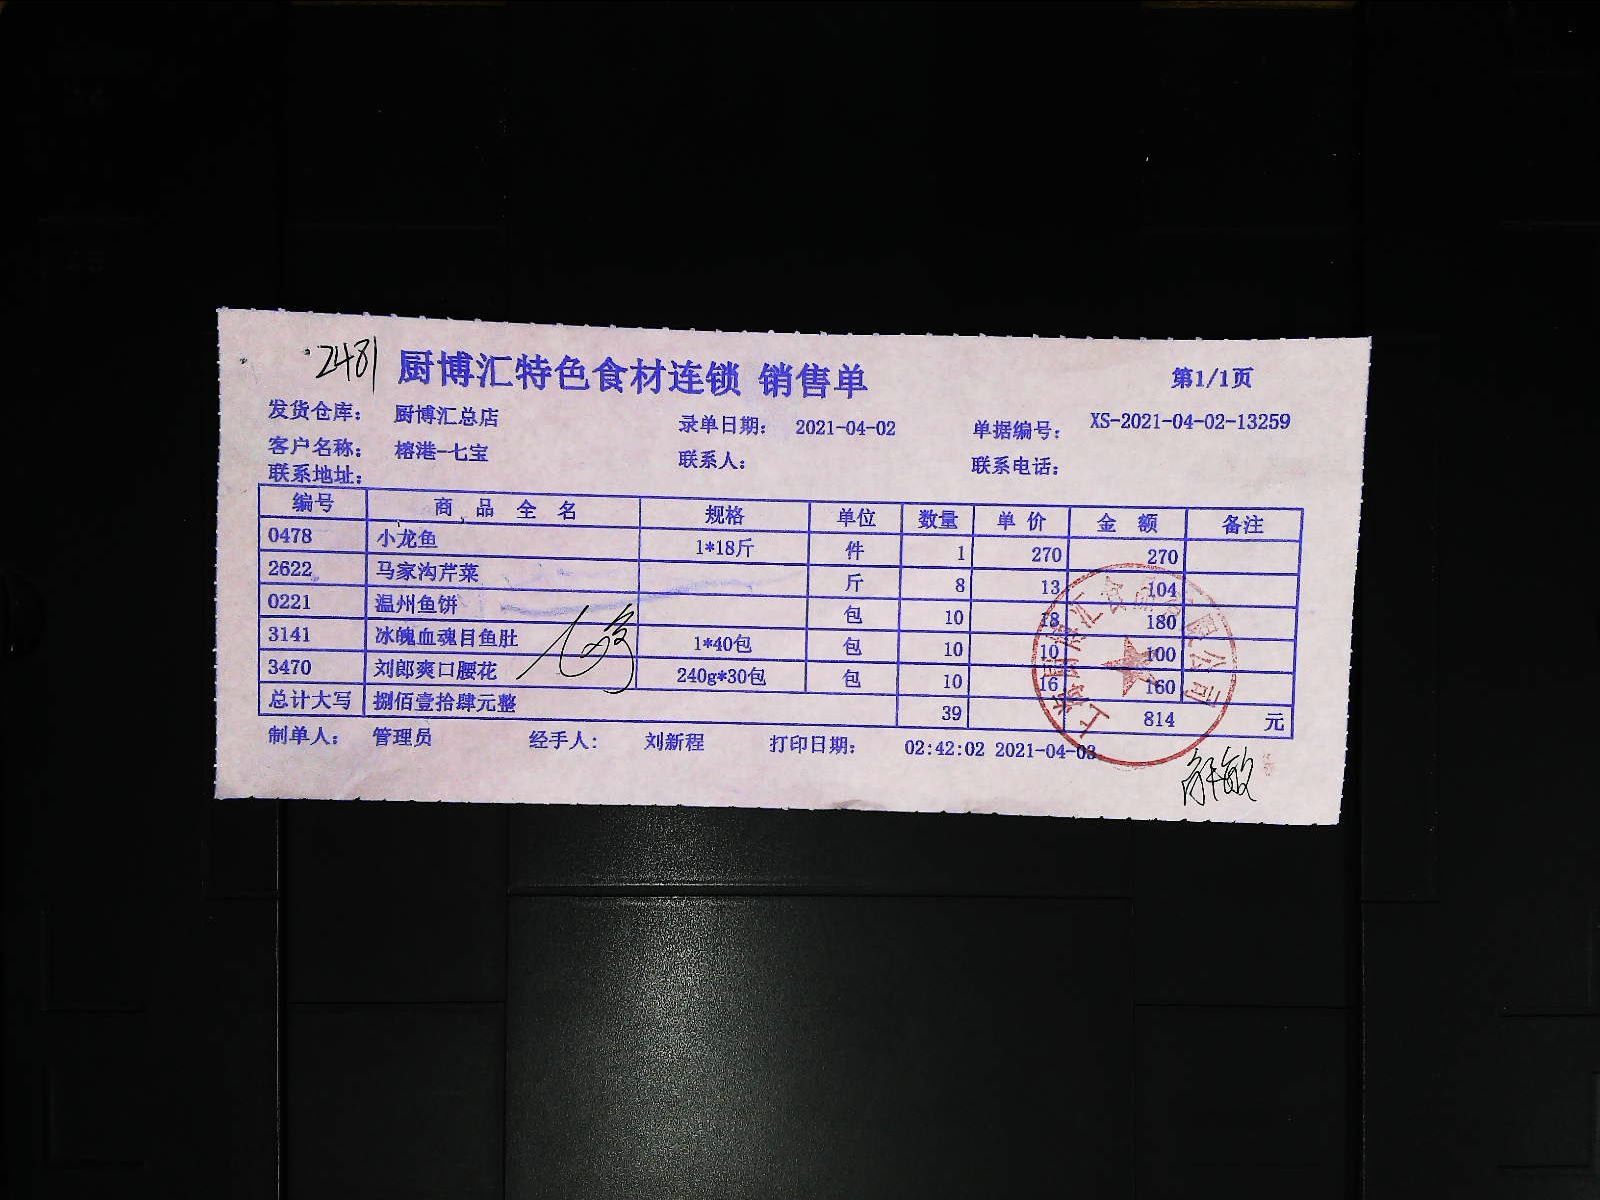 2481 厨博汇特色食材连锁 销售单 第1/1页
发货仓库: 厨博汇总店 录单日期: 2021-04-02 单据编号: XS-2021-04-02-13259
客户名称: 榕港-七宝 联系人: 联系电话:
联系地址:
编号 商品全名 规格 单位 数量 单价 金额 备注
0478 小龙鱼 1*18斤 件 1 270 270
2622 马家沟芹菜 斤 8 13 104
0221 温州鱼饼 包 10 18 180
3141 冰魄血魂目鱼肚 1*40包 包 10 10 100
3470 刘郎爽口腰花 240g*30包 包 10 16 160
总计大写 捌佰壹拾肆元整 39 814 元
制单人: 管理员 经手人: 刘新程 打印日期: 02:42:02 2021-04-03